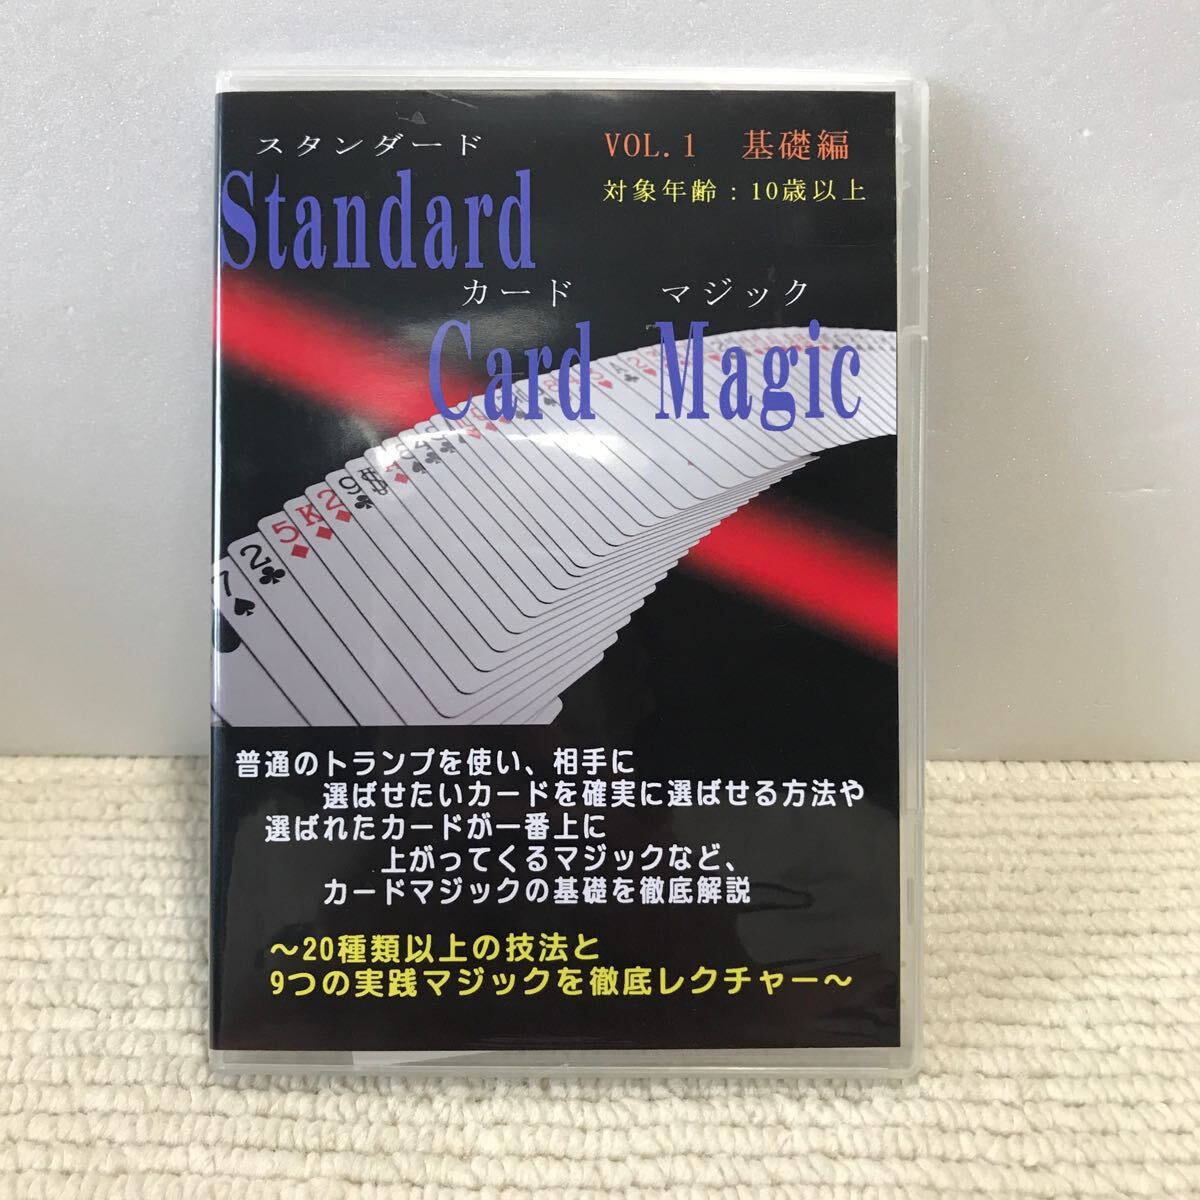 スタンダード
VOL.1　基礎編
対象年齢：10歳以上
Standard
カード　マジック
Card Magic
7
2
5
K
2
9
普通のトランプを使い、相手に
選ばせたいカードを確実に選ばせる方法や
選ばれたカードが一番上に
上がってくるマジックなど、
カードマジックの基礎を徹底解説
～20種類以上の技法と
9つの実践マジックを徹底レクチャー～